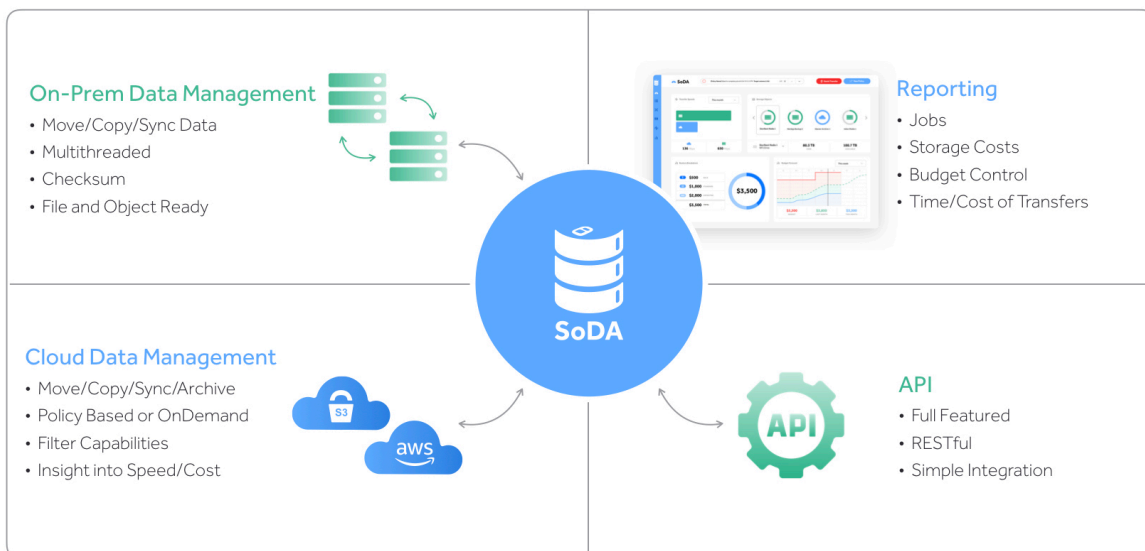 On-Prem Data Management
• Move/Copy/Sync Data
• Multithreaded
• Checksum
• File and Object Ready
SoDA
$3,500
Reporting
• Jobs
• Storage Costs
• Budget Control
• Time/Cost of Transfers
SoDA
Cloud Data Management
• Move/Copy/Sync/Archive
• Policy Based or OnDemand
• Filter Capabilities
• Insight into Speed/Cost
S3
aws
API
API
• Full Featured
• RESTful
• Simple Integration